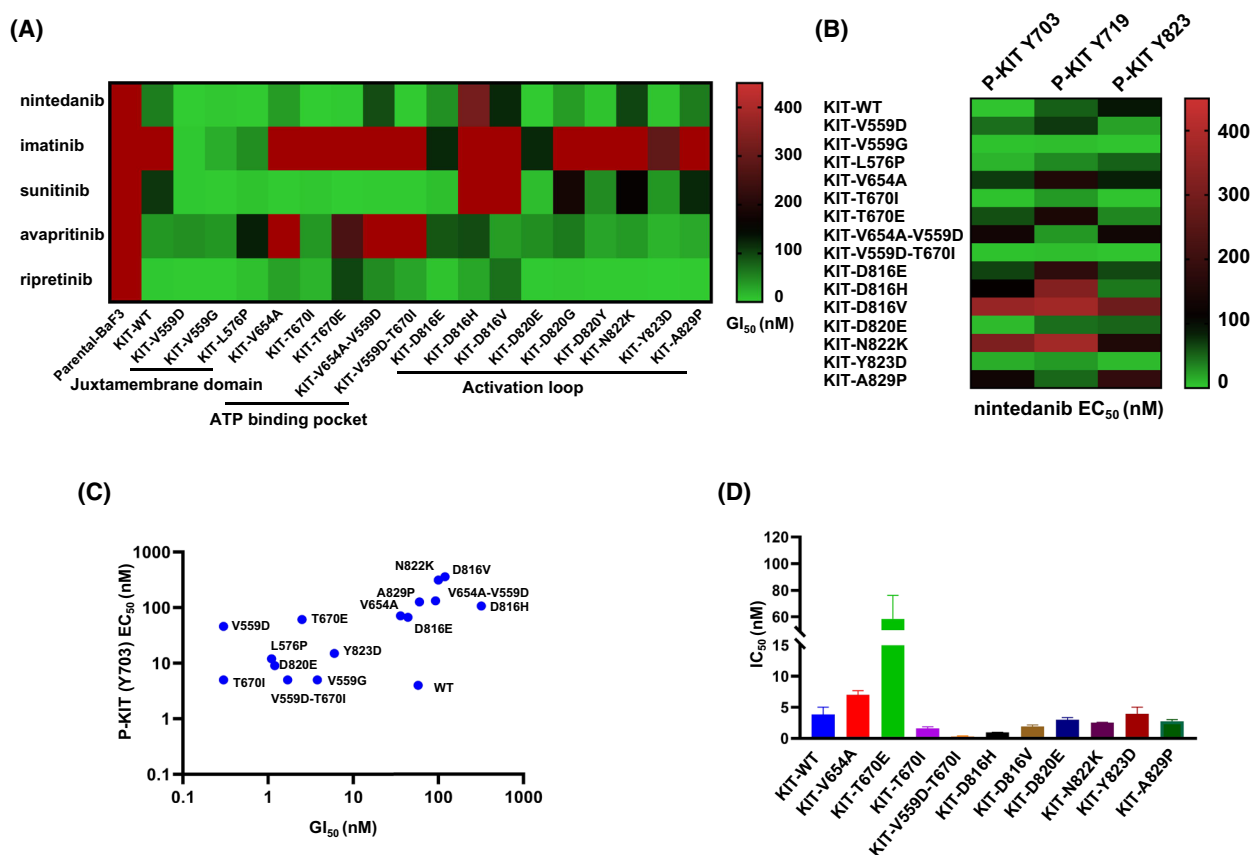 (A)
nintedanib
imatinib
sunitinib
avapritinib
ripretinib
400
300
200
100
0
GI50 (nM)
Parental-BaF3
KIT-WT
KIT-V559D
KIT-V559G
KIT-L576P
KIT-V654A
KIT-T670I
KIT-T670E
KIT-V654A-V559D
KIT-V559D-T670I
KIT-D816E
KIT-D816H
KIT-D816V
KIT-D820E
KIT-D820G
KIT-D820Y
KIT-N822K
KIT-Y823D
KIT-A829P
Juxtamembrane domain
ATP binding pocket
Activation loop
(B)
P-KIT Y703
P-KIT Y719
P-KIT Y823
KIT-WT
KIT-V559D
KIT-V559G
KIT-L576P
KIT-V654A
KIT-T670I
KIT-T670E
KIT-V654A-V559D
KIT-V559D-T670I
KIT-D816E
KIT-D816H
KIT-D816V
KIT-D820E
KIT-N822K
KIT-Y823D
KIT-A829P
400
300
200
100
0
nintedanib EC50 (nM)
(C)
P-KIT (Y703) EC50 (nM)
1000
100
10
1
0.1
N822K
D816V
A829P
V654A-V559D
V654A
D816H
D816E
V559D
T670E
L576P
Y823D
D820E
T670I
V559G
WT
V559D-T670I
0.1
1
10
100
1000
GI50 (nM)
(D)
IC50 (nM)
120
100
80
60
15
10
5
0
KIT-WT
KIT-V654A
KIT-T670E
KIT-T670I
KIT-V559D-T670I
KIT-D816H
KIT-D816V
KIT-D820E
KIT-N822K
KIT-Y823D
KIT-A829P